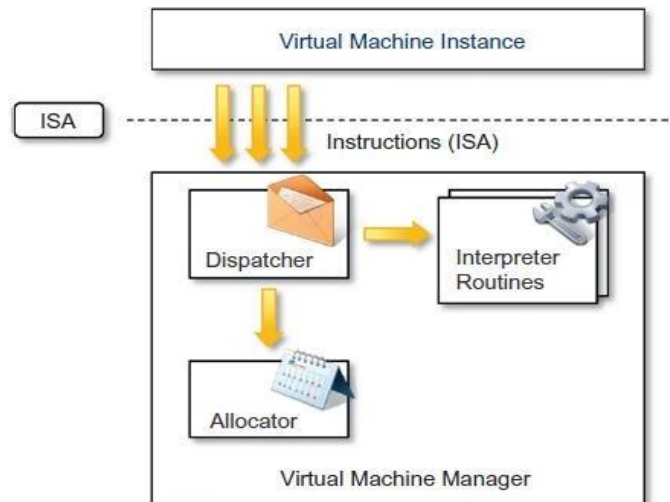 Virtual Machine Instance
ISA
Instructions (ISA)
Dispatcher
Interpreter
Routines
Allocator
Virtual Machine Manager